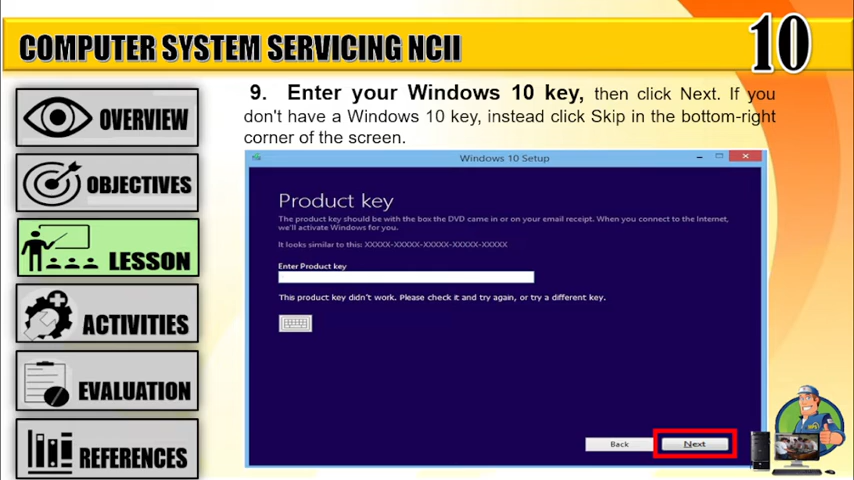 COMPUTER SYSTEM SERVICING NCII
10
OVERVIEW
OBJECTIVES
LESSON
ACTIVITIES
EVALUATION
REFERENCES
9. Enter your Windows 10 key, then click Next. If you
don't have a Windows 10 key, instead click Skip in the bottom-right
corner of the screen.
Windows 10 Setup
Product key
The product key should be with the box the DVD came in or on your email receipt. When you connect to the Internet,
we'll activate Windows for you.
It looks similar to this: XXXXX-XXXXX-XXXXX-XXXXX-XXXXX
Enter Product key
This product key didn't work. Please check it and try again, or try a different key.
Back
Next